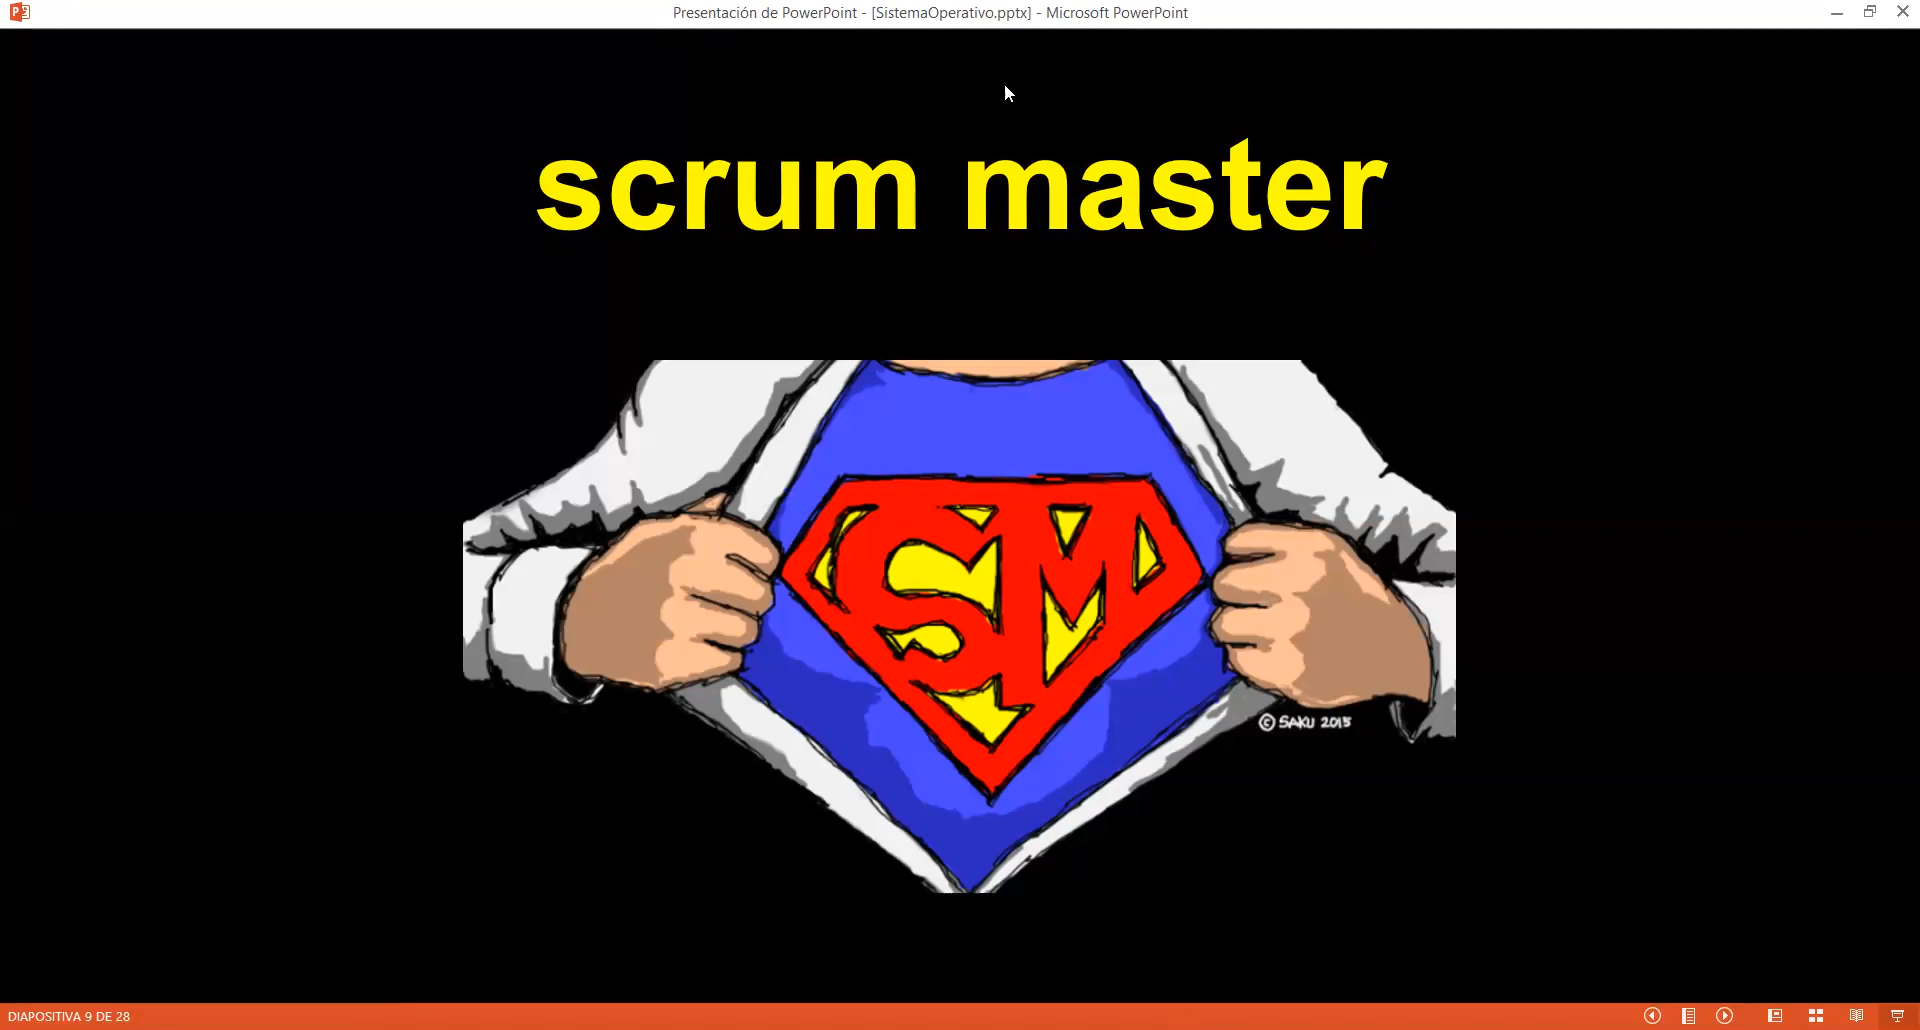 Presentación de PowerPoint - [SistemaOperativo.pptx] - Microsoft PowerPoint
scrum master
SM
© SAKU 2015
DIAPOSITIVA 9 DE 28